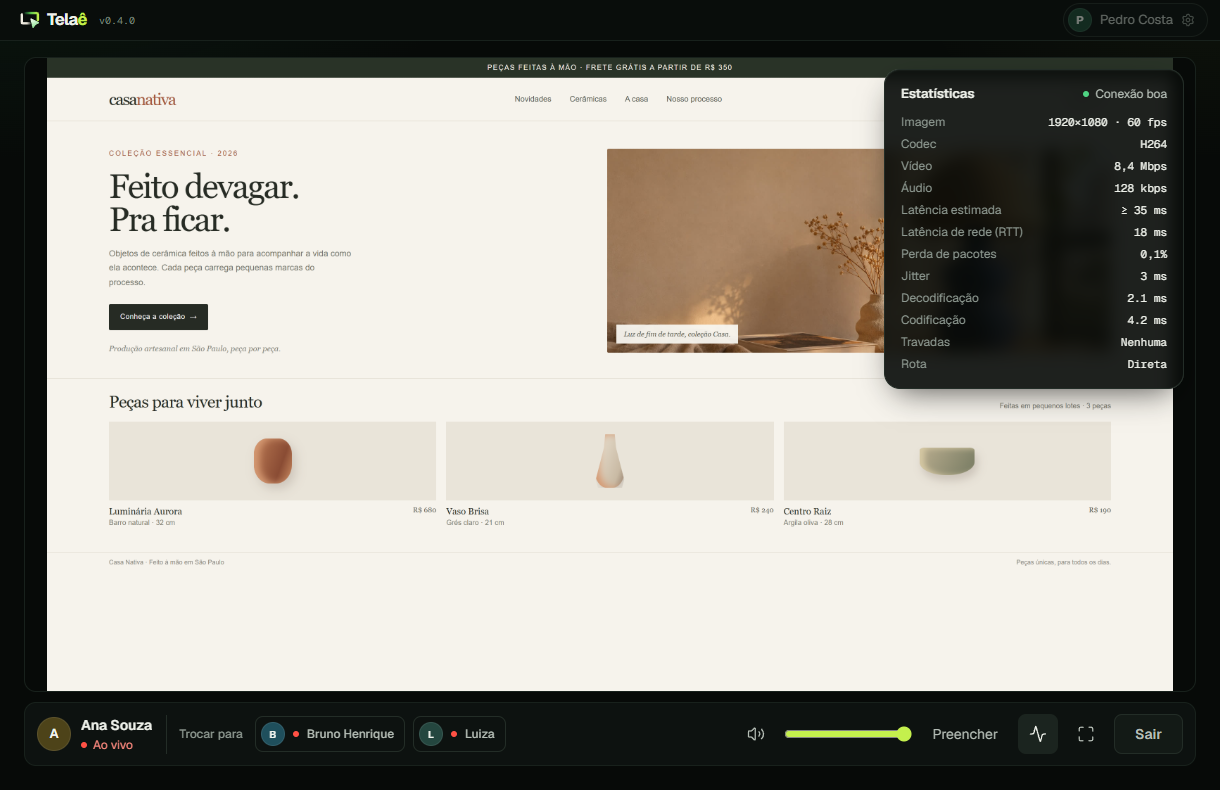 Telaê v0.4.0
P Pedro Costa
PEÇAS FEITAS À MÃO · FRETE GRÁTIS A PARTIR DE R$ 350
casanativa
Novidades Cerâmicas A casa Nosso processo
COLEÇÃO ESSENCIAL · 2026
Feito devagar.
Pra ficar.
Objetos de cerâmica feitos à mão para acompanhar a vida como
ela acontece. Cada peça carrega pequenas marcas do
processo.
Conheça a coleção →
Produção artesanal em São Paulo, peça por peça.
Luz de fim de tarde, coleção Casa.
Estatísticas Conexão boa
Imagem 1920×1080 · 60 fps
Codec H264
Vídeo 8,4 Mbps
Áudio 128 kbps
Latência estimada ≥ 35 ms
Latência de rede (RTT) 18 ms
Perda de pacotes 0,1%
Jitter 3 ms
Decodificação 2.1 ms
Codificação 4.2 ms
Travadas Nenhuma
Rota Direta
Peças para viver junto
Feitas em pequenos lotes · 3 peças
Luminária Aurora R$ 680
Barro natural · 32 cm
Vaso Brisa R$ 240
Grés claro · 21 cm
Centro Raiz R$ 190
Argila oliva · 28 cm
Casa Nativa · Feito à mão em São Paulo
Peças únicas, para todos os dias.
A Ana Souza
Ao vivo
Trocar para
B Bruno Henrique
L Luiza
Preencher
Sair